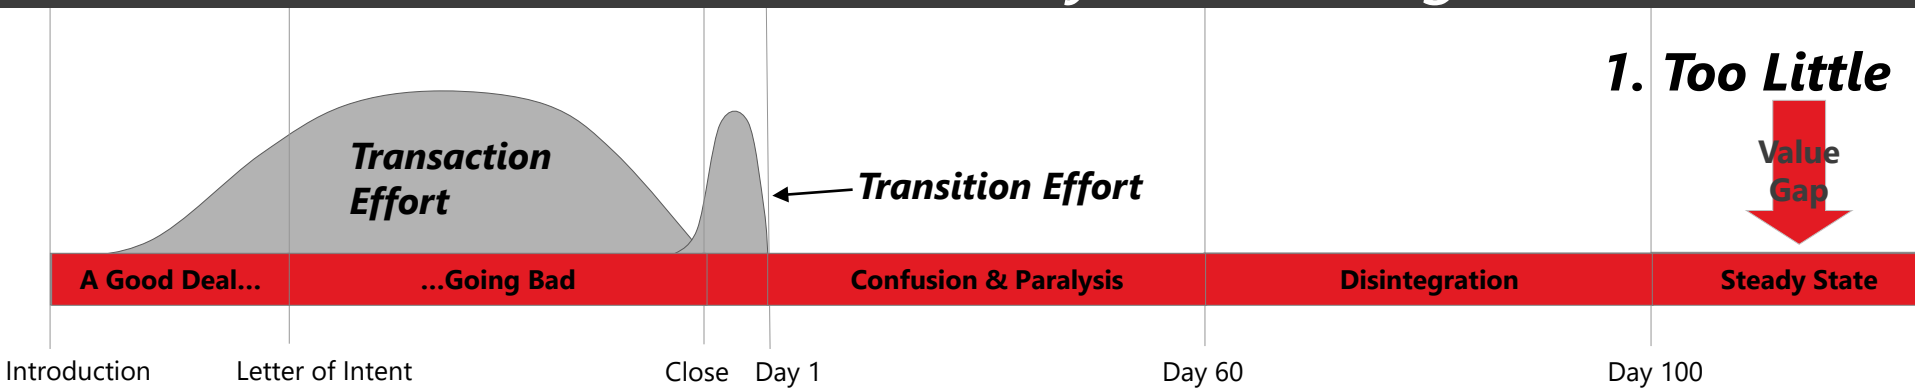 1. Too Little
Value
Gap
Transaction
Effort
Transition Effort
A Good Deal...
...Going Bad
Confusion & Paralysis
Disintegration
Steady State
Introduction
Letter of Intent
Close
Day 1
Day 60
Day 100